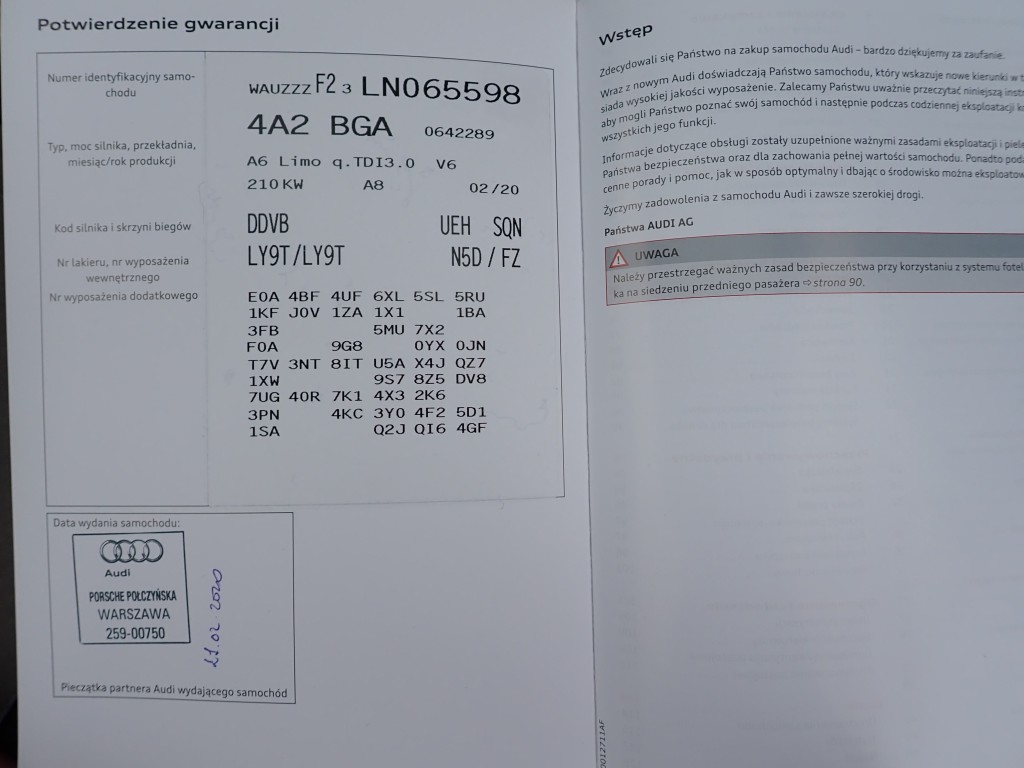 Potwierdzenie gwarancji
Numer identyfikacyjny samo-
chodu
WAUZZZ F2 3 LN065598
4A2 BGA 0642289
Typ, moc silnika, przekładnia,
miesiąc/rok produkcji
A6 Limo q.TDI3.0 V6
210 KW A8 02/20
Kod silnika i skrzyni biegów
DDVB UEH SQN
Nr lakieru, nr wyposażenia
wewnętrznego
LY9T/LY9T N5D / FZ
Nr wyposażenia dodatkowego
E0A 4BF 4UF 6XL 5SL 5RU
1KF J0V 1ZA 1X1 1BA
3FB 5MU 7X2
F0A 9G8 0YX 0JN
T7V 3NT 8IT U5A X4J QZ7
1XW 9S7 8Z5 DV8
7UG 40R 7K1 4X3 2K6
3PN 4KC 3Y0 4F2 5D1
1SA Q2J QI6 4GF
Data wydania samochodu:
Audi
PORSCHE POŁCZYŃSKA
WARSZAWA
259-00750
27.02.2020
Pieczątka partnera Audi wydającego samochód
Wstęp
Zdecydowali się Państwo na zakup samochodu Audi – bardzo dziękujemy za zaufanie.
Wraz z nowym Audi doświadczają Państwo samochodu, który wskazuje nowe kierunki w
siada wysokiej jakości wyposażenie. Zalecamy Państwu uważnie przeczytać niniejszą
aby mogli Państwo poznać swój samochód i następnie podczas codziennej eksploatacji
wszystkich jego funkcji.
Informacje dotyczące obsługi zostały uzupełnione ważnymi zasadami eksploatacji i
Państwa bezpieczeństwa oraz dla zachowania pełnej wartości samochodu. Ponadto
cenne porady i pomoc, jak w sposób optymalny i dbając o środowisko można
Życzymy zadowolenia z samochodu Audi i zawsze szerokiej drogi.
Państwa AUDI AG
UWAGA
Należy przestrzegać ważnych zasad bezpieczeństwa przy korzystaniu z systemu
ka na siedzeniu przedniego pasażera ⇨ strona 90.